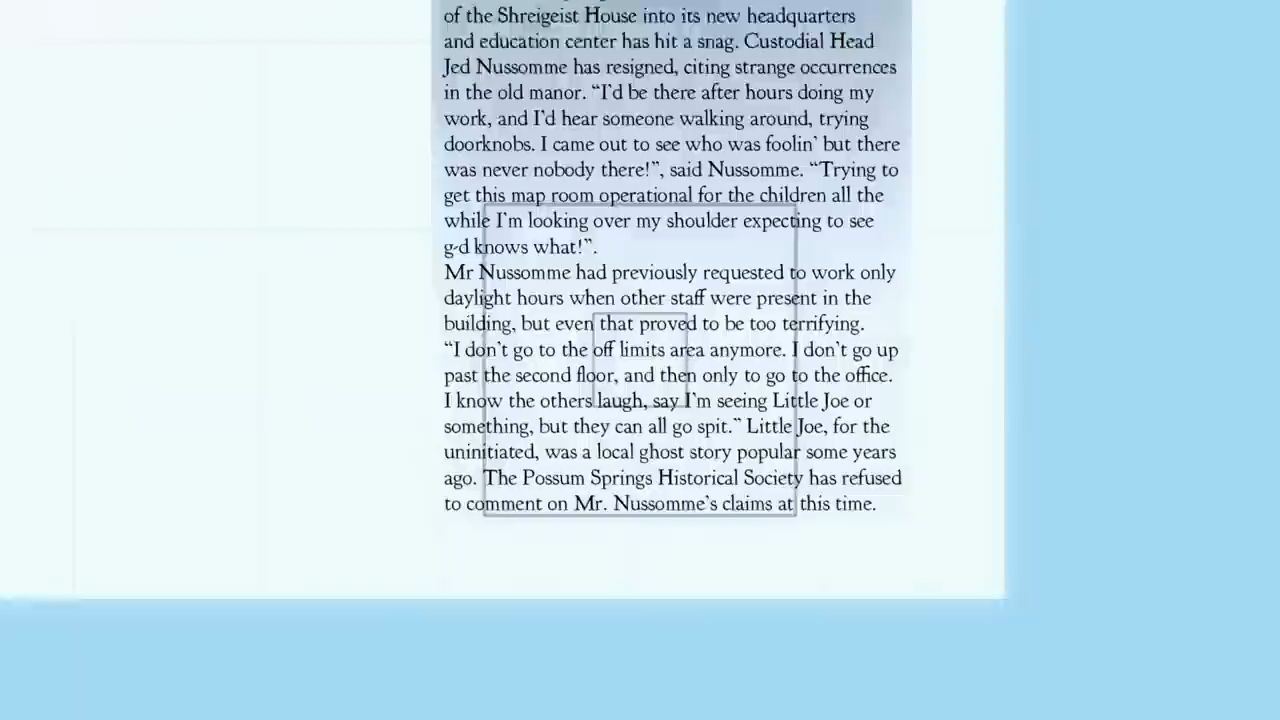 of the Shreigeist House into its new headquarters
and education center has hit a snag. Custodial Head
Jed Nussomme has resigned, citing strange occurrences
in the old manor. “I’d be there after hours doing my
work, and I’d hear someone walking around, trying
doorknobs. I came out to see who was foolin’ but there
was never nobody there!”, said Nussomme. “Trying to
get this map room operational for the children all the
while I’m looking over my shoulder expecting to see
g-d knows what!”.
Mr Nussomme had previously requested to work only
daylight hours when other staff were present in the
building, but even that proved to be too terrifying.
“I don’t go to the off limits area anymore. I don’t go up
past the second floor, and then only to go to the office.
I know the others laugh, say I’m seeing Little Joe or
something, but they can all go spit.” Little Joe, for the
uninitiated, was a local ghost story popular some years
ago. The Possum Springs Historical Society has refused
to comment on Mr. Nussomme’s claims at this time.